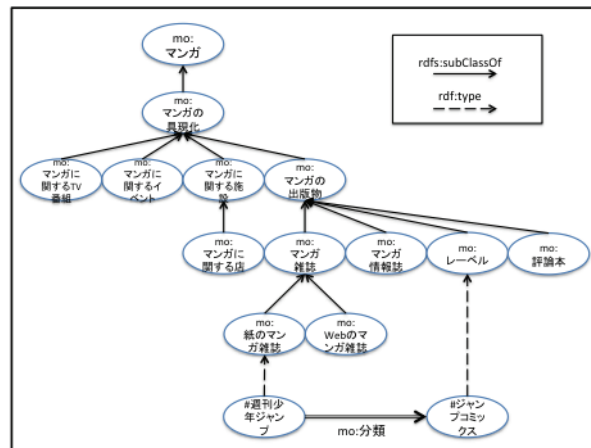 mo:
マンガ
rdfs:subClassOf
rdf:type
mo:
マンガの
具現化
mo:
マンガに
関するTV
番組
mo:
マンガに
関するイ
ベント
mo:
マンガに
関する施
設
mo:
マンガの
出版物
mo:
マンガに
関する店
mo:
マンガ
雑誌
mo:
マンガ
情報誌
mo:
レーベル
mo:
評論本
mo:
紙のマン
ガ雑誌
mo:
Webのマ
ンガ雑誌
#週刊少
年ジャン
プ
mo:分類
#ジャン
プコミッ
クス